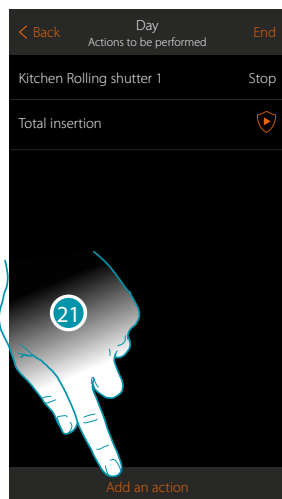 < Back
Day
End
Actions to be performed
Kitchen Rolling shutter 1 Stop
Total insertion
21
Add an action